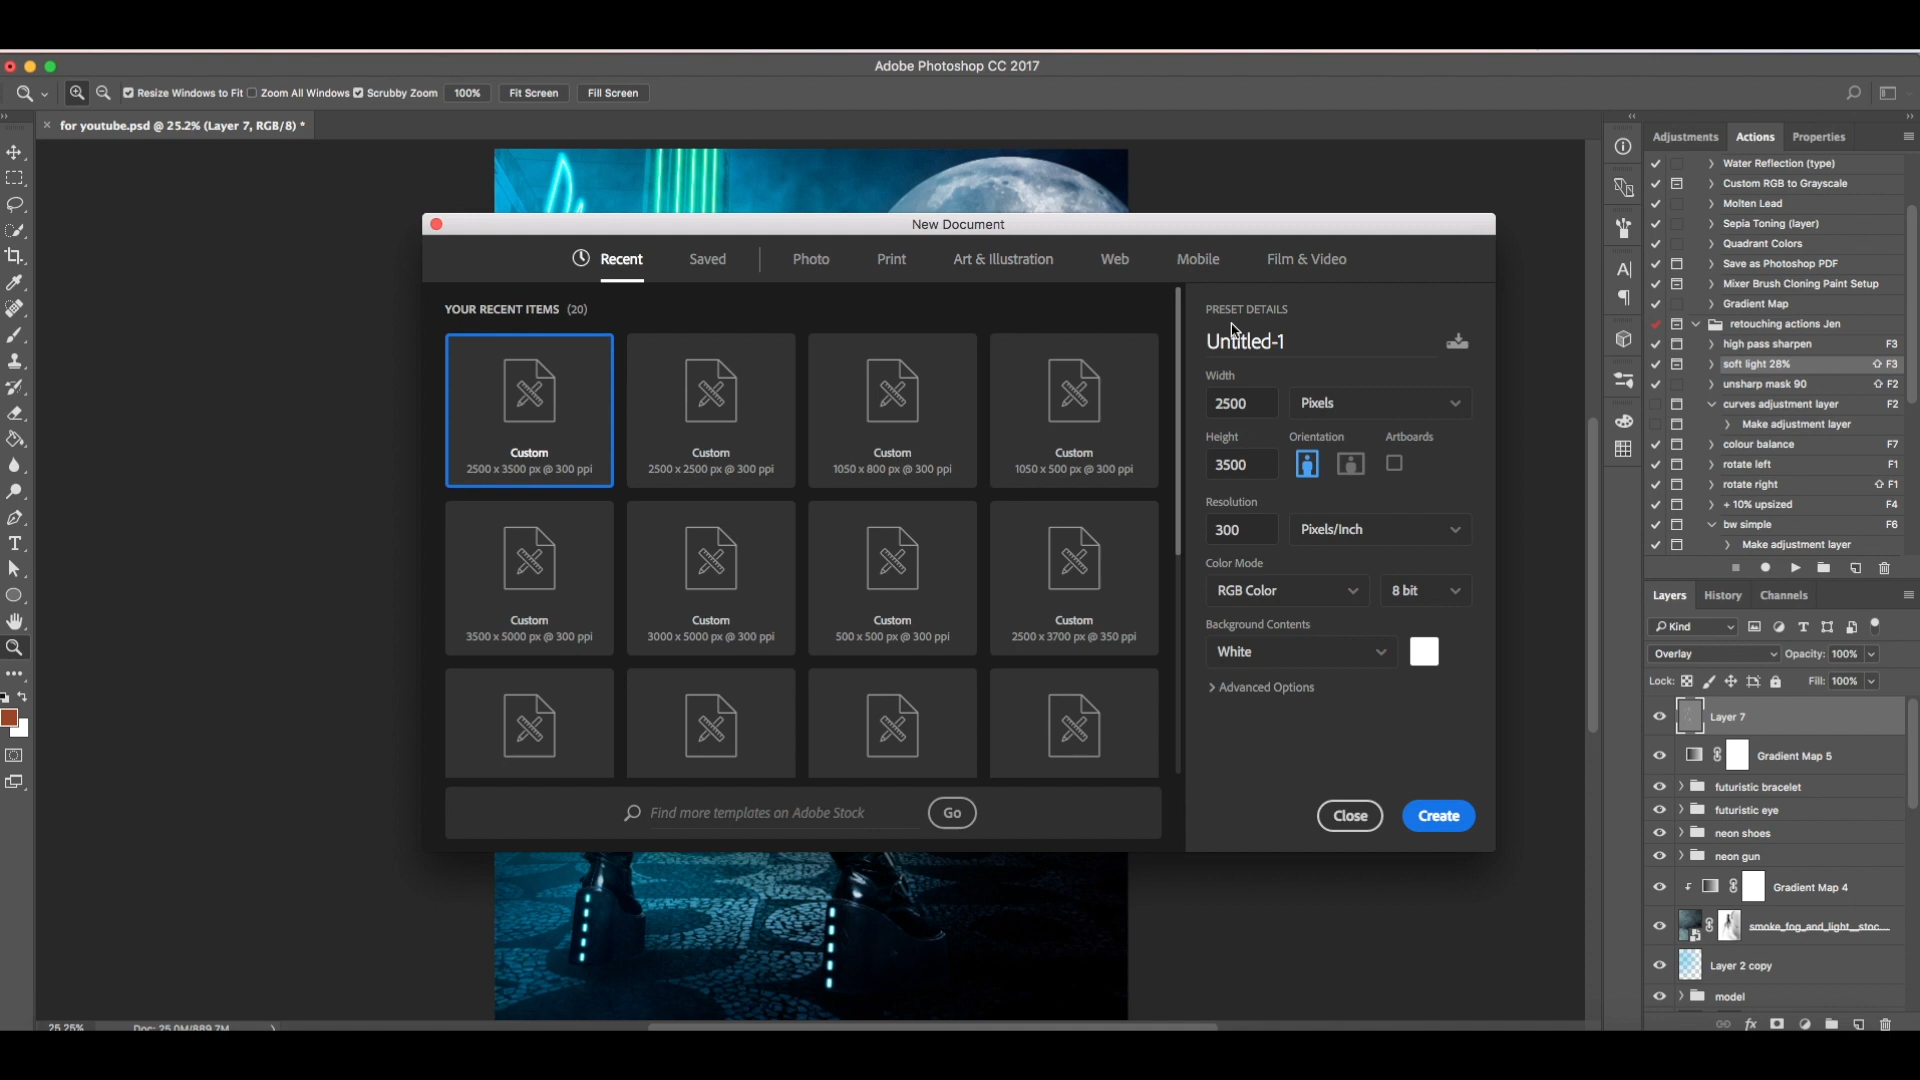 Adobe Photoshop CC 2017
Resize Windows to Fit Zoom All Windows Scrubby Zoom 100% Fit Screen Fill Screen
for youtube.psd @ 25.2% (Layer 7, RGB/8) *
New Document
Recent Saved Photo Print Art & Illustration Web Mobile Film & Video
YOUR RECENT ITEMS (20)
Custom
2500 x 3500 px @ 300 ppi
Custom
2500 x 2500 px @ 300 ppi
Custom
1050 x 800 px @ 300 ppi
Custom
1050 x 500 px @ 300 ppi
Custom
3500 x 5000 px @ 300 ppi
Custom
3000 x 5000 px @ 300 ppi
Custom
500 x 500 px @ 300 ppi
Custom
2500 x 3700 px @ 350 ppi
Find more templates on Adobe Stock Go
PRESET DETAILS
Untitled-1
Width
2500 Pixels
Height Orientation Artboards
3500
Resolution
300 Pixels/Inch
Color Mode
RGB Color 8 bit
Background Contents
White
Advanced Options
Close Create
Adjustments Actions Properties
Water Reflection (type)
Custom RGB to Grayscale
Molten Lead
Sepia Toning (layer)
Quadrant Colors
Save as Photoshop PDF
Mixer Brush Cloning Paint Setup
Gradient Map
retouching actions Jen
high pass sharpen F3
soft light 28% F3
unsharp mask 90 F2
curves adjustment layer F2
Make adjustment layer
colour balance F7
rotate left F1
rotate right F1
+ 10% upsized F4
bw simple F6
Make adjustment layer
Layers History Channels
Kind
Overlay Opacity: 100%
Lock: Fill: 100%
Layer 7
Gradient Map 5
futuristic bracelet
futuristic eye
neon shoes
neon gun
Gradient Map 4
smoke_fog_and_light__stoc...
Layer 2 copy
model
fx
25.25% Doc: 25.0M/889.7M